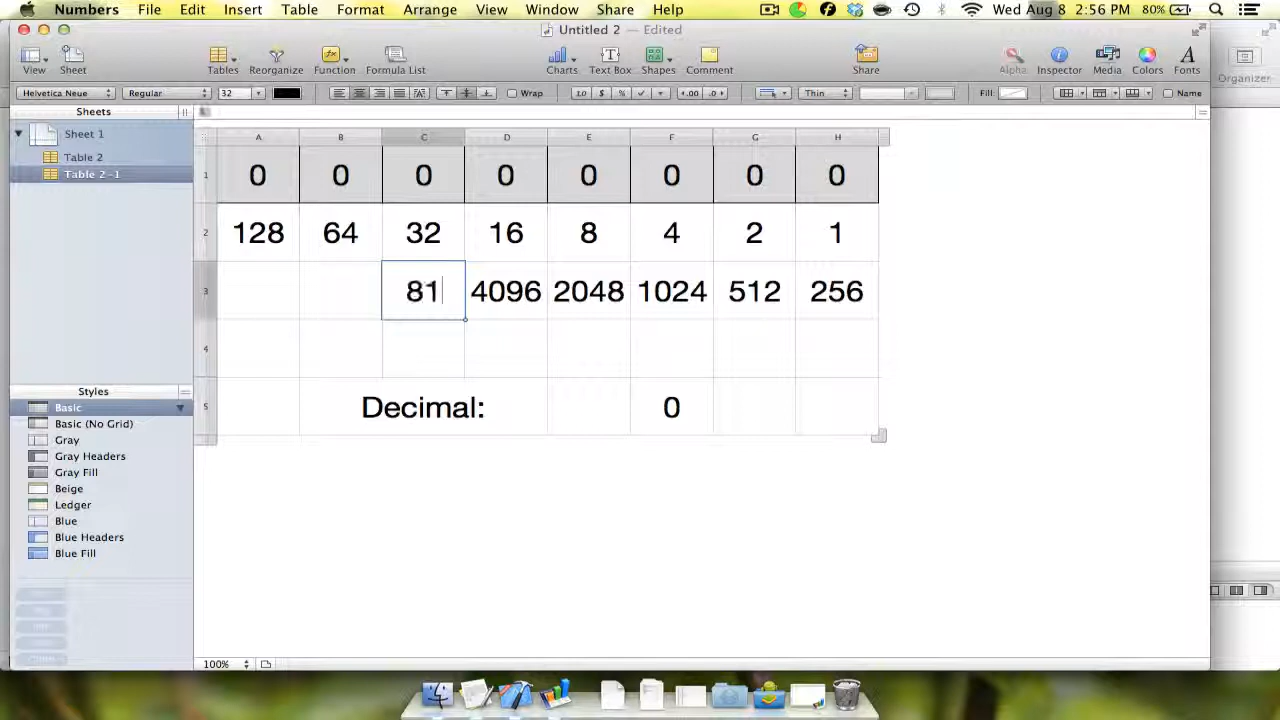 Numbers File Edit Insert Table Format Arrange View Window Share Help Wed Aug 8 2:56 PM 80%
Untitled 2 — Edited
View Sheet Tables Reorganize Function Formula List Charts Text Box Shapes Comment Share Alpha Inspector Media Colors Fonts Organizer
Helvetica Neue Regular 32 Wrap 1.0 $ % Thin Fill: Name
Sheets
Sheet 1
Table 2
Table 2-1
A B C D E F G H
1 0 0 0 0 0 0 0 0
2 128 64 32 16 8 4 2 1
3 81 4096 2048 1024 512 256
4
5 Decimal: 0
Styles
Basic
Basic (No Grid)
Gray
Gray Headers
Gray Fill
Beige
Ledger
Blue
Blue Headers
Blue Fill
100%